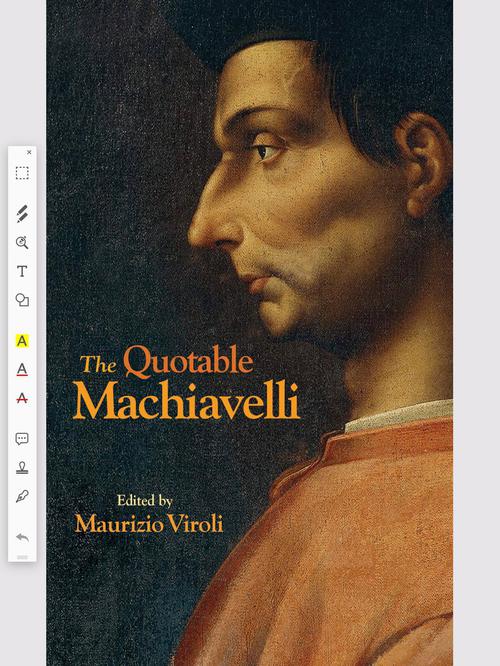 The Quotable
Machiavelli
Edited by
Maurizio Viroli
T
A
A
A